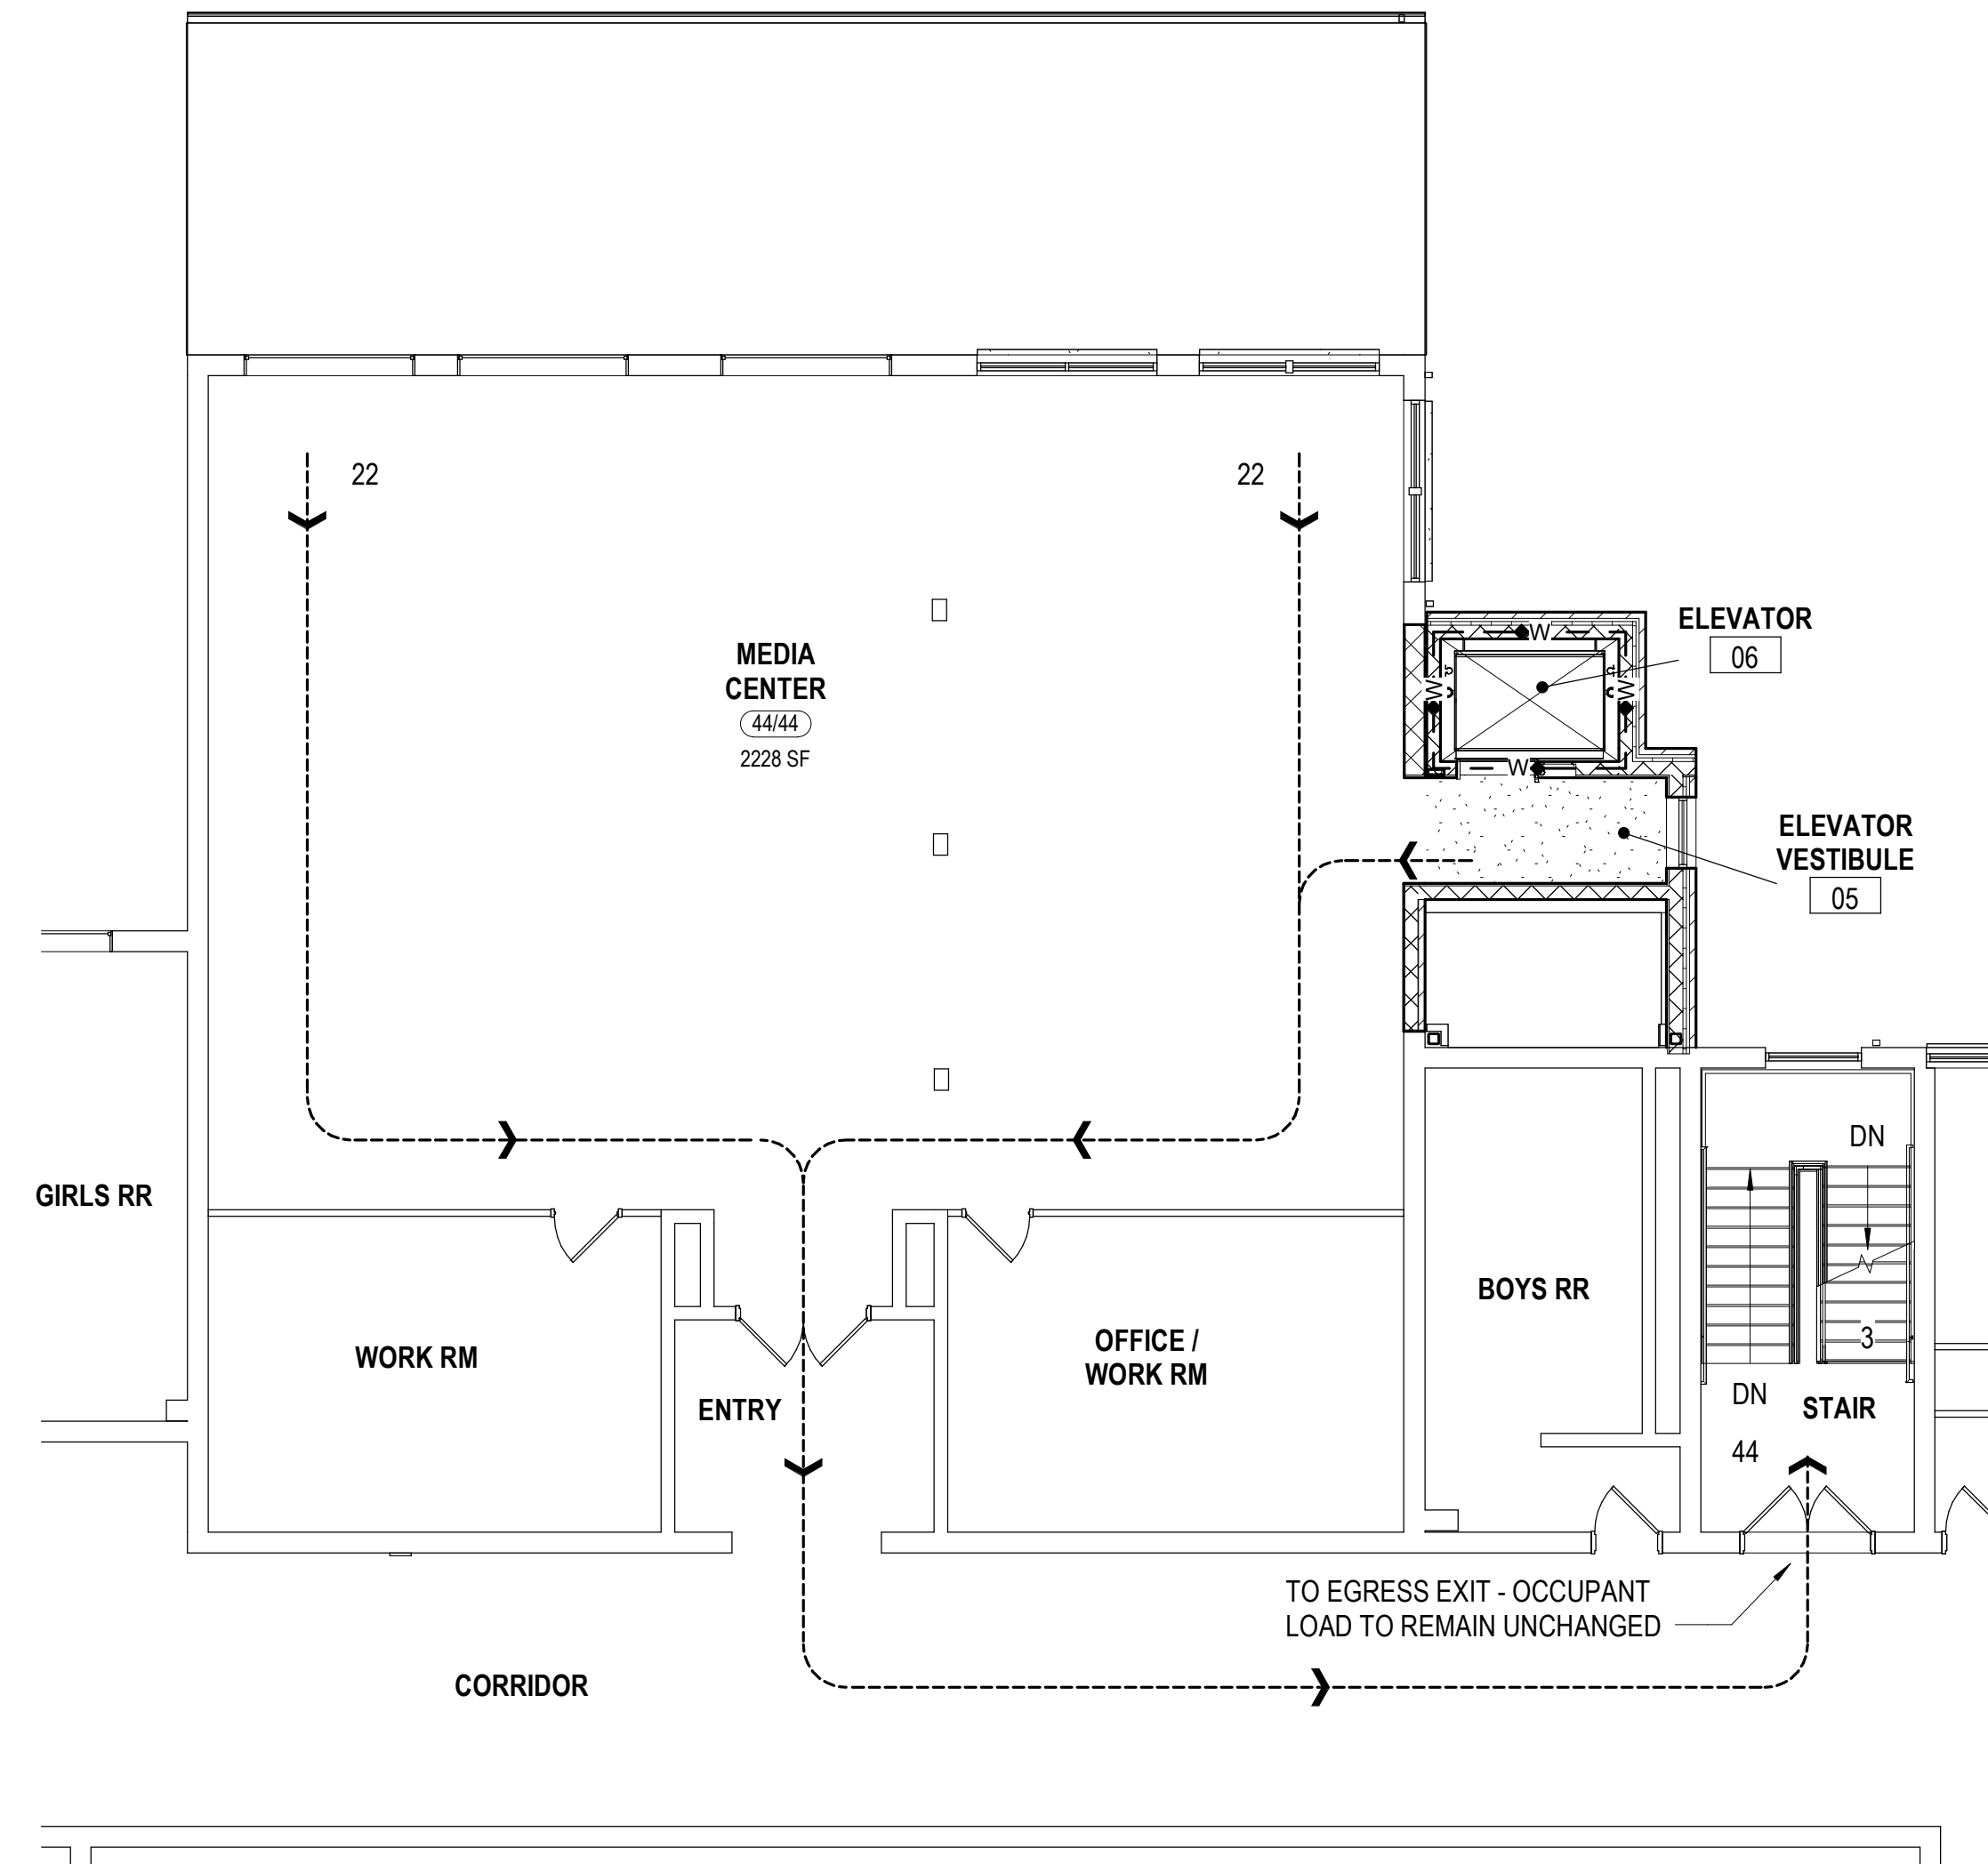 22
22
MEDIA
CENTER
44/44
2228 SF
W
W
W
W
ELEVATOR
06
ELEVATOR
VESTIBULE
05
GIRLS RR
WORK RM
ENTRY
OFFICE /
WORK RM
BOYS RR
DN
3
DN
STAIR
44
TO EGRESS EXIT - OCCUPANT
LOAD TO REMAIN UNCHANGED
CORRIDOR